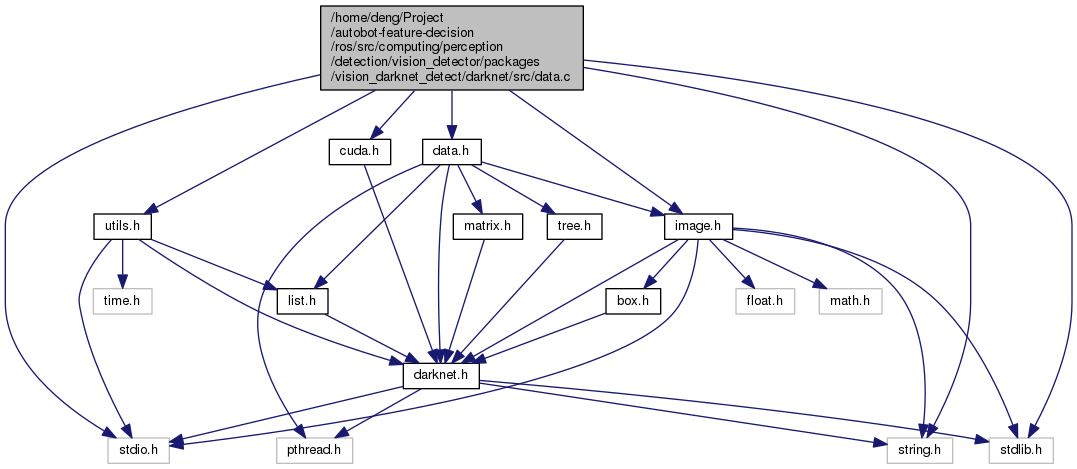 /home/deng/Project
/autobot-feature-decision
/ros/src/computing/perception
/detection/vision_detector/packages
/vision_darknet_detect/darknet/src/data.c
cuda.h
data.h
utils.h
matrix.h
tree.h
image.h
time.h
list.h
box.h
float.h
math.h
darknet.h
stdio.h
pthread.h
string.h
stdlib.h